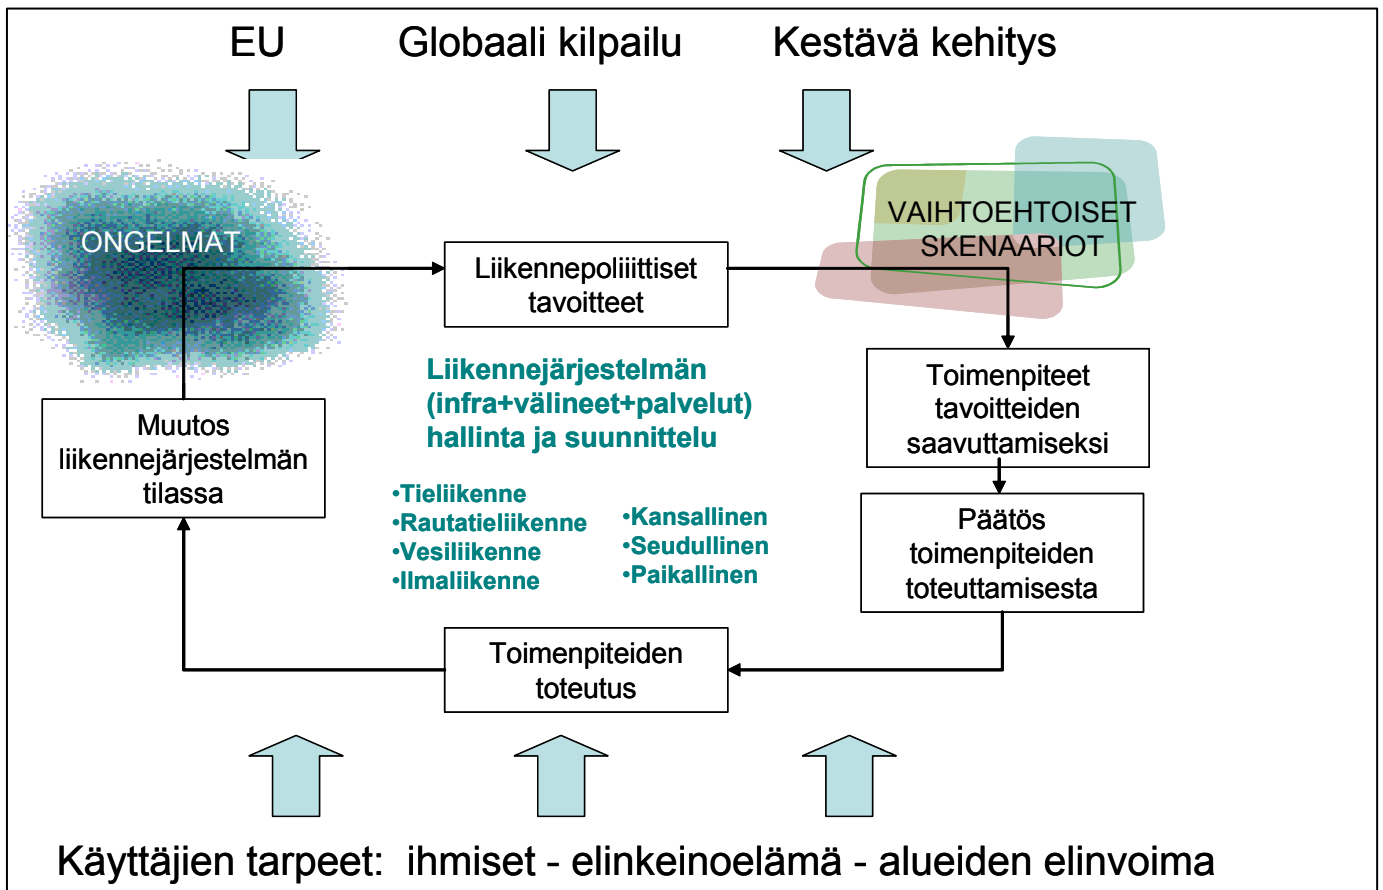 EU Globaali kilpailu Kestävä kehitys
ONGELMAT
VAIHTOEHTOISET
SKENAARIOT
Liikennepoliiittiset
tavoitteet
Liikennejärjestelmän
(infra+välineet+palvelut)
hallinta ja suunnittelu
Toimenpiteet
tavoitteiden
saavuttamiseksi
Muutos
liikennejärjestelmän
tilassa
•Tieliikenne
•Rautatieliikenne
•Vesiliikenne
•Ilmaliikenne
•Kansallinen
•Seudullinen
•Paikallinen
Päätös
toimenpiteiden
toteuttamisesta
Toimenpiteiden
toteutus
Käyttäjien tarpeet: ihmiset - elinkeinoelämä - alueiden elinvoima